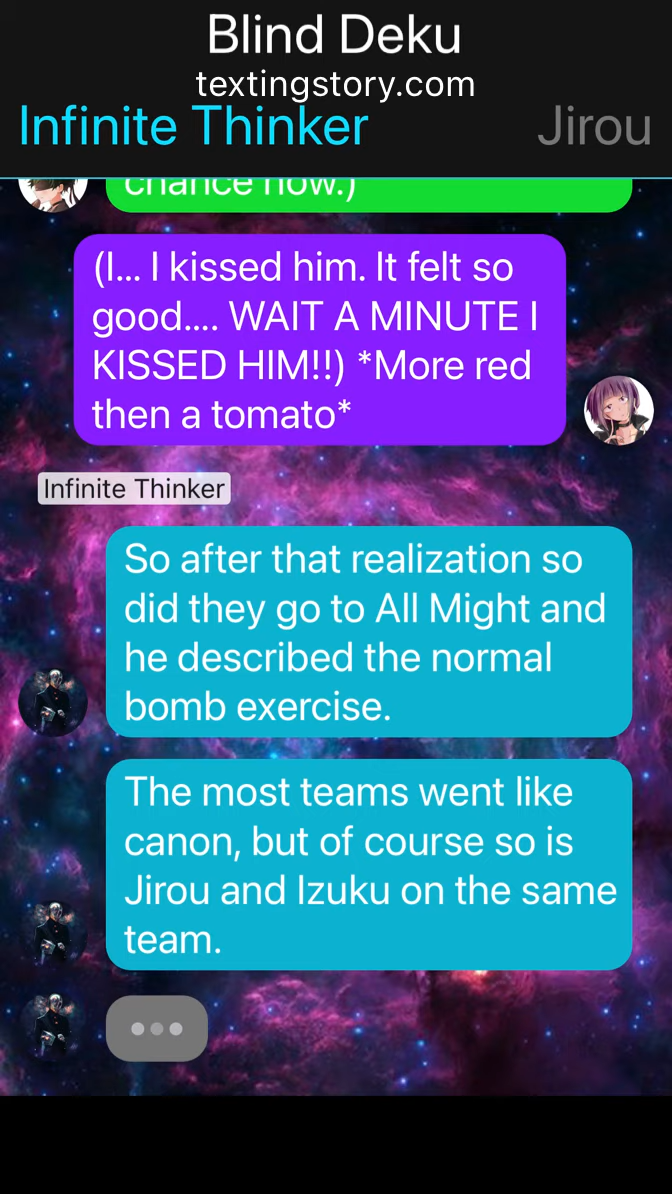 Blind Deku
textingstory.com
Infinite Thinker
Jirou
chance now.)
(I... I kissed him. It felt so
good.... WAIT A MINUTE I
KISSED HIM!!) *More red
then a tomato*
Infinite Thinker
So after that realization so
did they go to All Might and
he described the normal
bomb exercise.
The most teams went like
canon, but of course so is
Jirou and Izuku on the same
team.